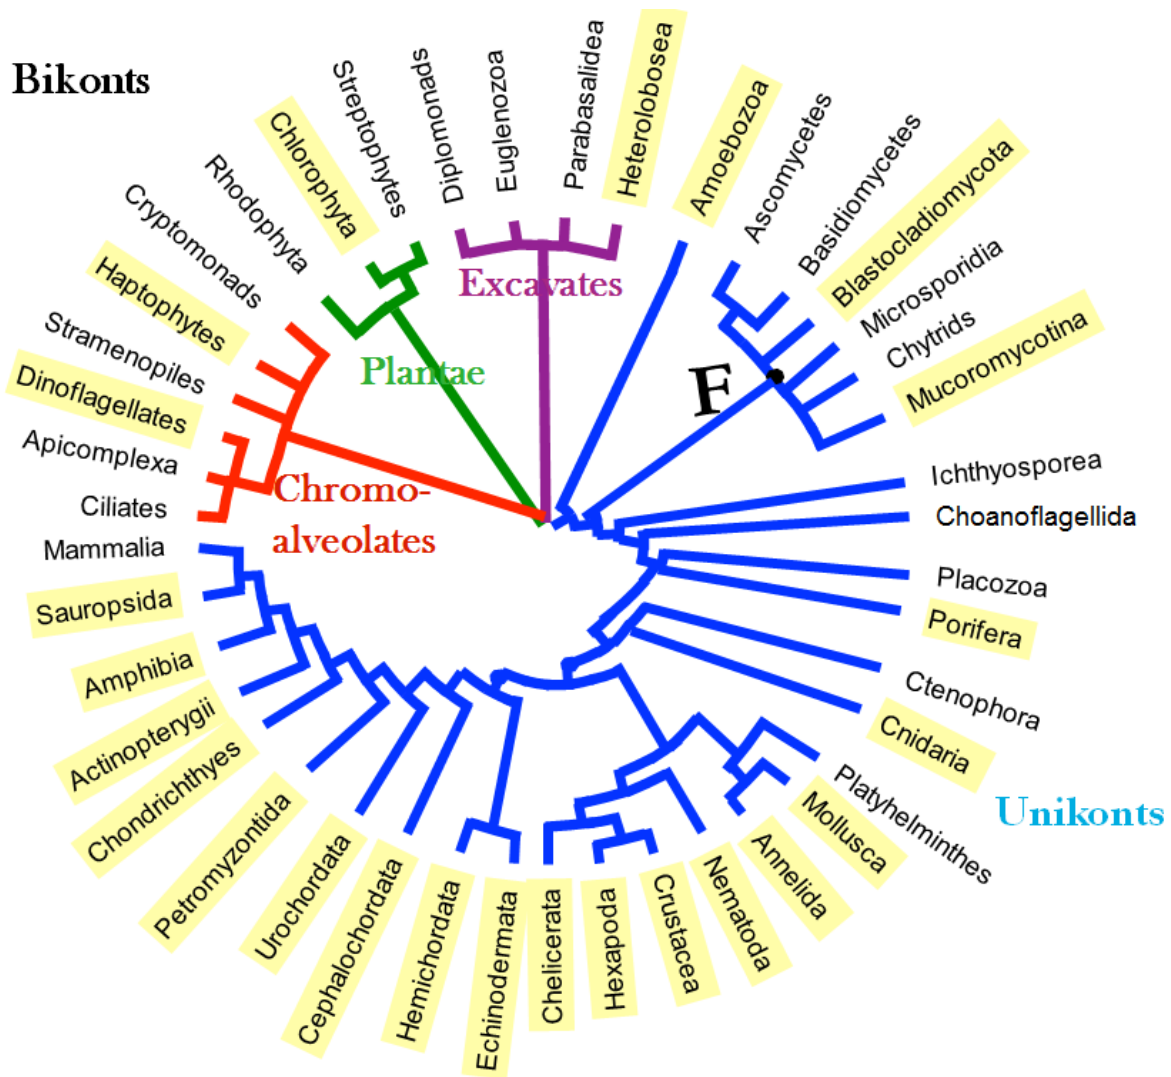 Bikonts
Chlorophyta
Streptophytes
Diplomonads
Euglenozoa
Parabasalidea
Heterolobosea
Amoebozoa
Ascomycetes
Basidiomycetes
Blastocladiomycota
Microsporidia
Chytrids
Mucoromycotina
Rhodophyta
Cryptomonads
Haptophytes
Stramenopiles
Dinoflagellates
Apicomplexa
Ciliates
Excavates
Plantae
F
Chromo-
alveolates
Ichthyosporea
Choanoflagellida
Placozoa
Porifera
Ctenophora
Cnidaria
Unikonts
Platyhelminthes
Mollusca
Annelida
Nematoda
Crustacea
Hexapoda
Chelicerata
Echinodermata
Hemichordata
Cephalochordata
Urochordata
Petromyzontida
Chondrichthyes
Actinopterygii
Amphibia
Sauropsida
Mammalia